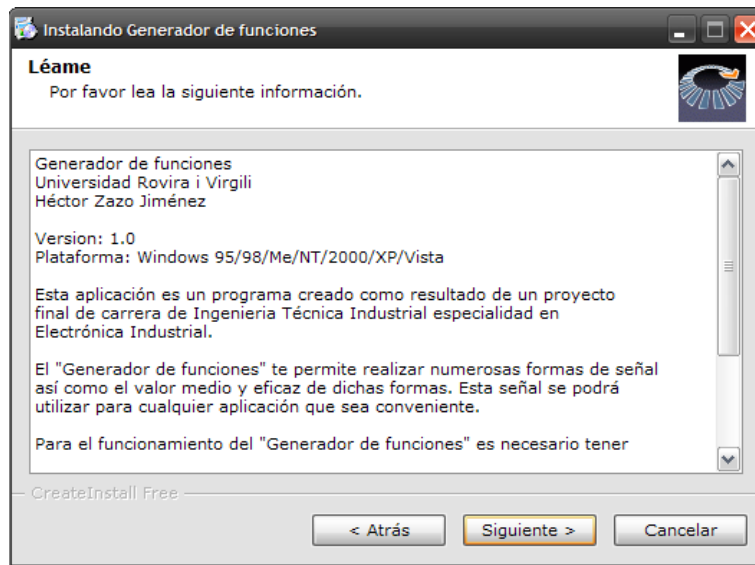 Instalando Generador de funciones
Léame
Por favor lea la siguiente información.
Generador de funciones
Universidad Rovira i Virgili
Héctor Zazo Jiménez
Version: 1.0
Plataforma: Windows 95/98/Me/NT/2000/XP/Vista
Esta aplicación es un programa creado como resultado de un proyecto
final de carrera de Ingenieria Técnica Industrial especialidad en
Electrónica Industrial.
El "Generador de funciones" te permite realizar numerosas formas de señal
así como el valor medio y eficaz de dichas formas. Esta señal se podrá
utilizar para cualquier aplicación que sea conveniente.
Para el funcionamiento del "Generador de funciones" es necesario tener
CreateInstall Free
< Atrás
Siguiente >
Cancelar